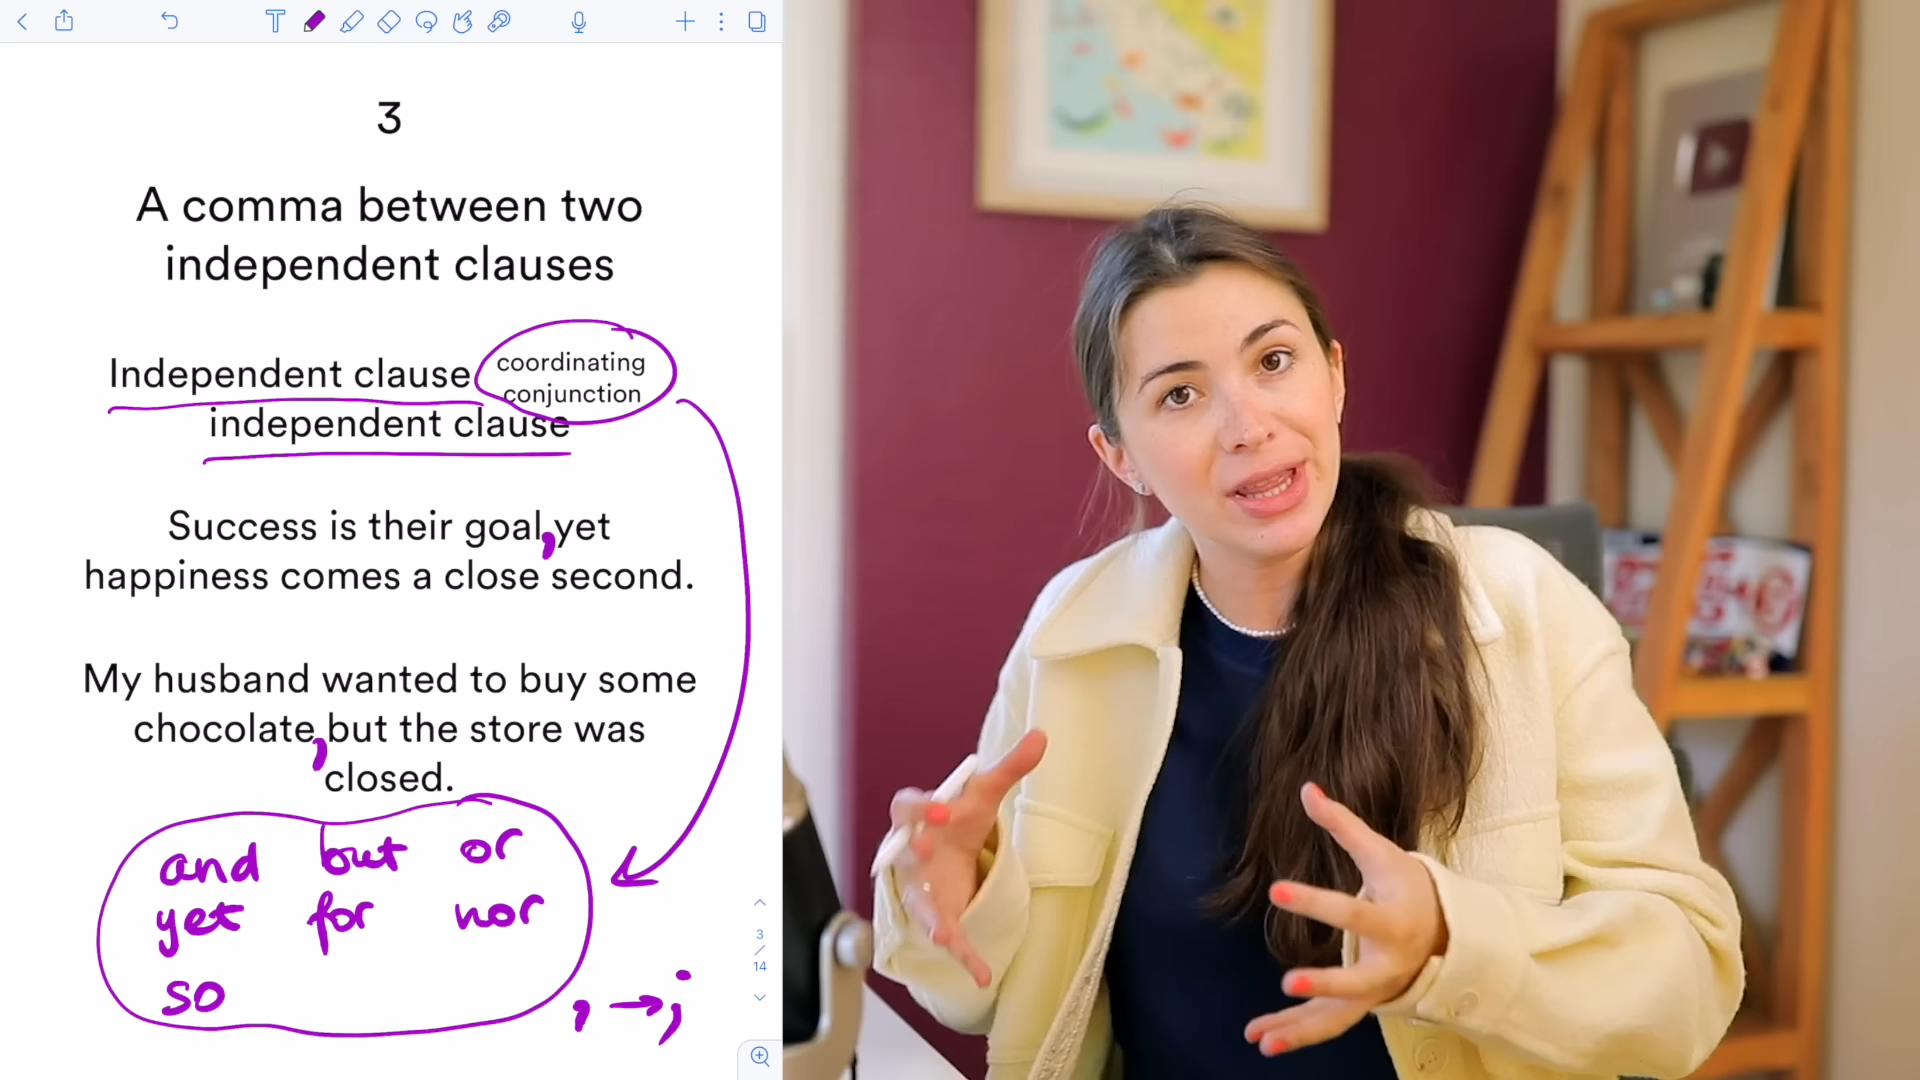 3
A comma between two
independent clauses
Independent clause coordinating
conjunction
independent clause
Success is their goal, yet
happiness comes a close second.
My husband wanted to buy some
chocolate, but the store was
closed.
and but or
yet for nor
so
, → ;
3
/
14